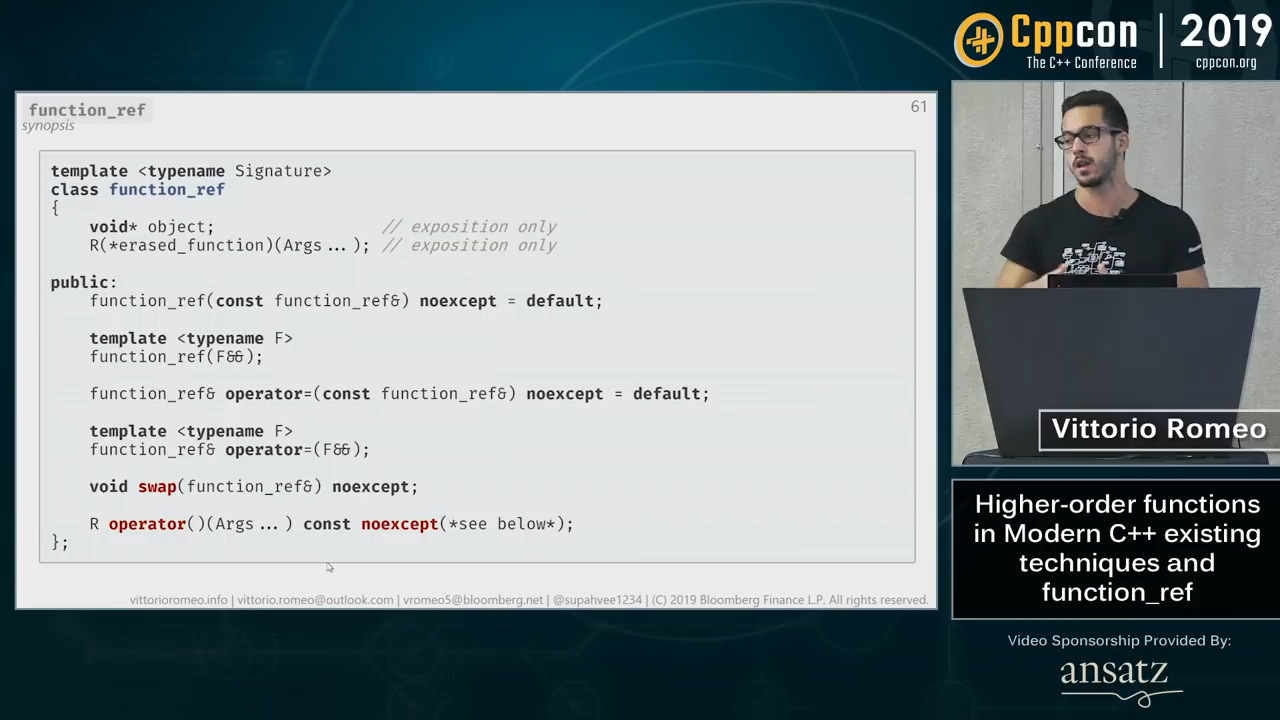 function_ref
synopsis
61
template <typename Signature>
class function_ref
{
void* object; // exposition only
R(*erased_function)(Args...); // exposition only
public:
function_ref(const function_ref&) noexcept = default;
template <typename F>
function_ref(F&&);
function_ref& operator=(const function_ref&) noexcept = default;
template <typename F>
function_ref& operator=(F&&);
void swap(function_ref&) noexcept;
R operator()(Args...) const noexcept(*see below*);
};
vittorioromeo.info | vittorio.romeo@outlook.com | vromeo5@bloomberg.net | @supahvee1234 | (C) 2019 Bloomberg Finance L.P. All rights reserved.
Cppcon | 2019
The C++ Conference
cppcon.org
Vittorio Romeo
Higher-order functions
in Modern C++ existing
techniques and
function_ref
Video Sponsorship Provided By:
ansatz